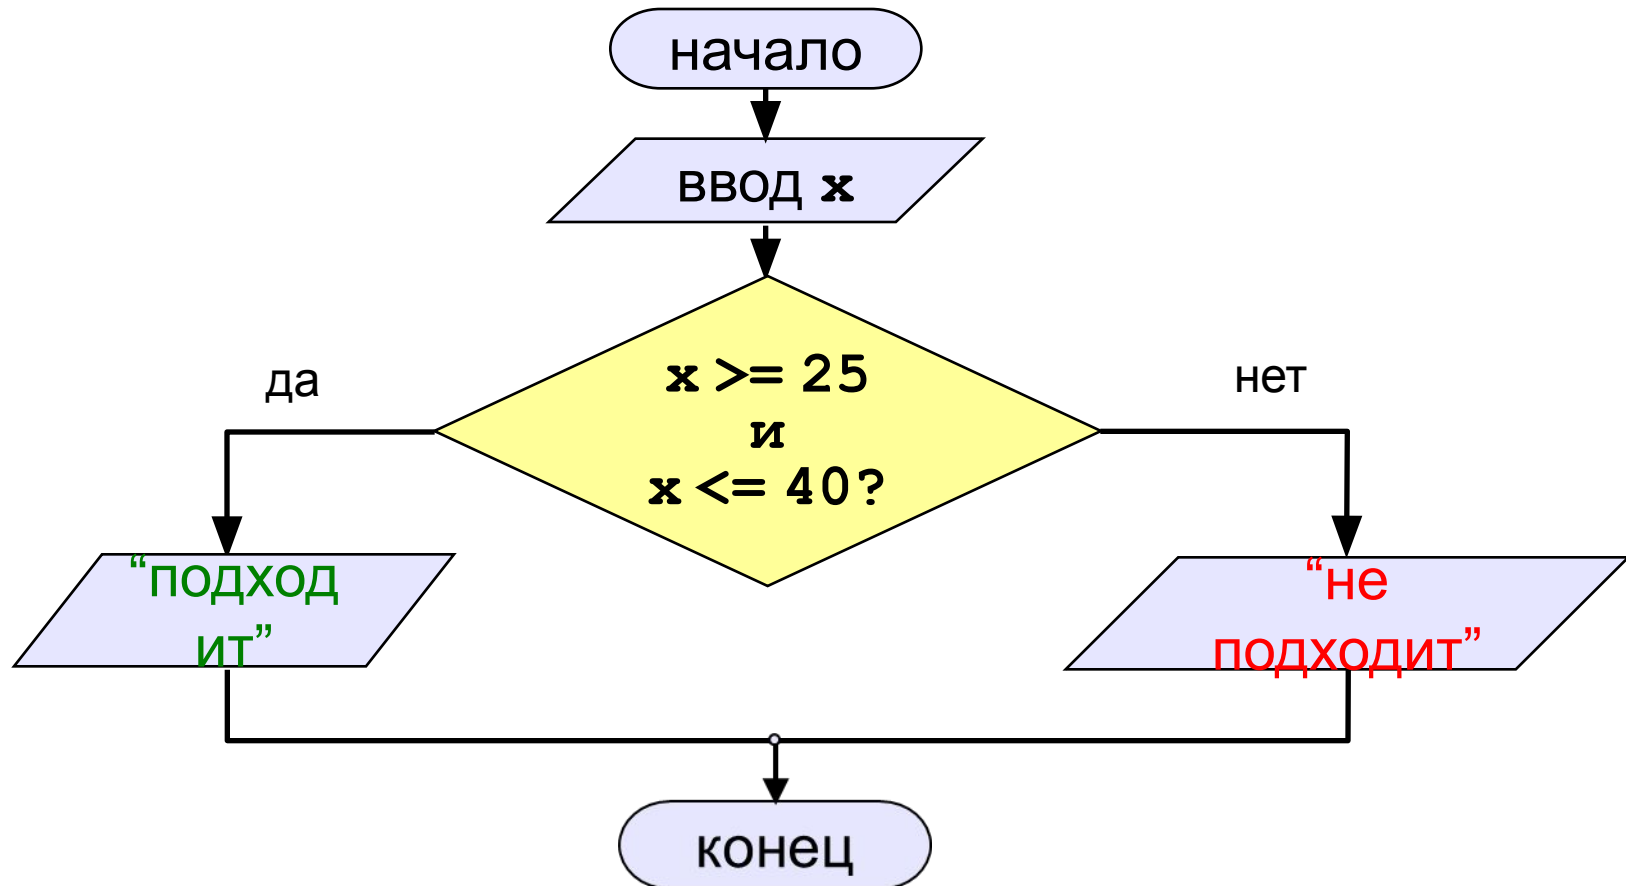 начало
ввод x
x >= 25
и
x <= 40?
да
нет
“подход
ит”
“не
подходит”
конец